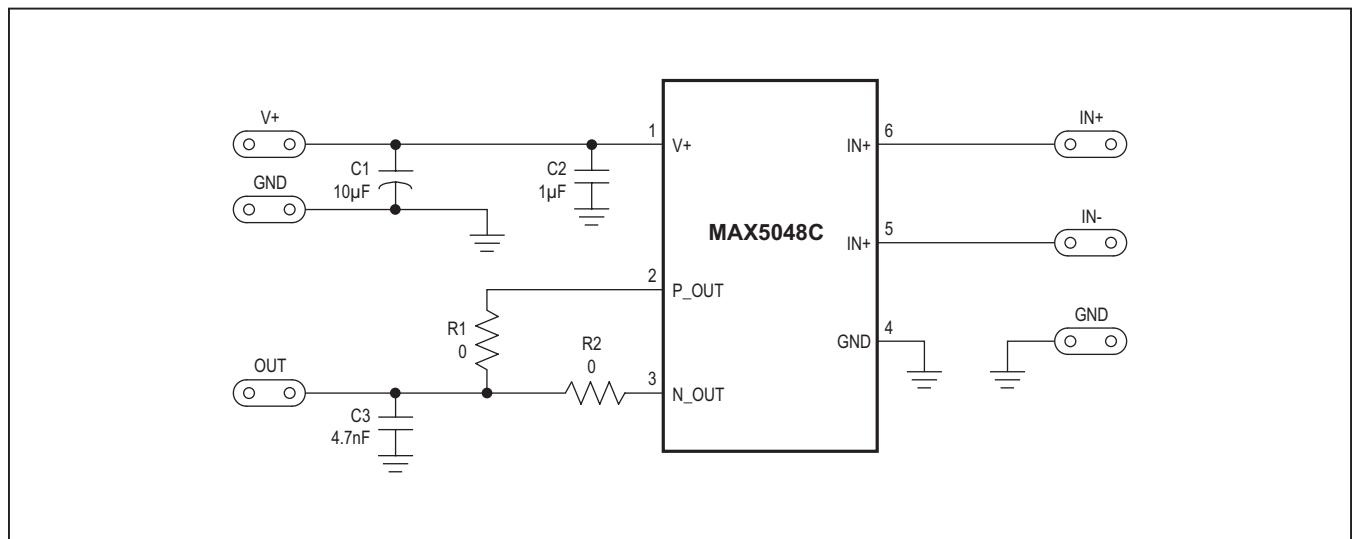 V+
GND
C1
10µF
C2
1µF
1
V+
MAX5048C
IN+
6
IN+
IN+
5
IN-
2
P_OUT
R1
0
R2
0
3
N_OUT
OUT
C3
4.7nF
GND
4
GND